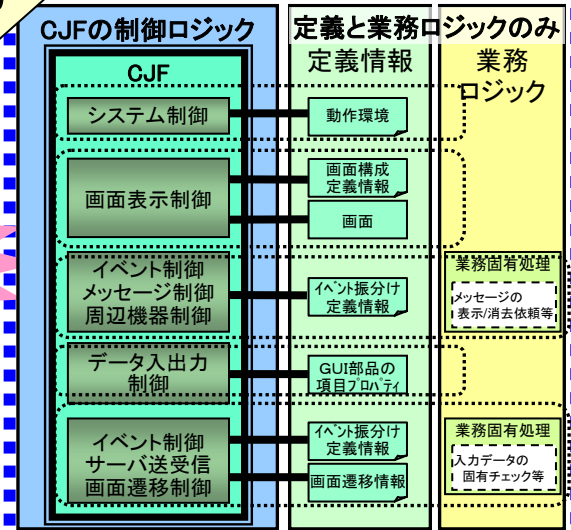 CJFの制御ロジック
定義と業務ロジックのみ
CJF
定義情報
業務
ロジック
システム制御
動作環境
画面表示制御
画面構成
定義情報
画面
イベント制御
メッセージ制御
周辺機器制御
イベント振分け
定義情報
業務固有処理
メッセージの
表示/消去依頼等
データ入出力
制御
GUI部品の
項目プロパティ
イベント制御
サーバ送受信
画面遷移制御
イベント振分け
定義情報
画面遷移情報
業務固有処理
入力データの
固有チェック等